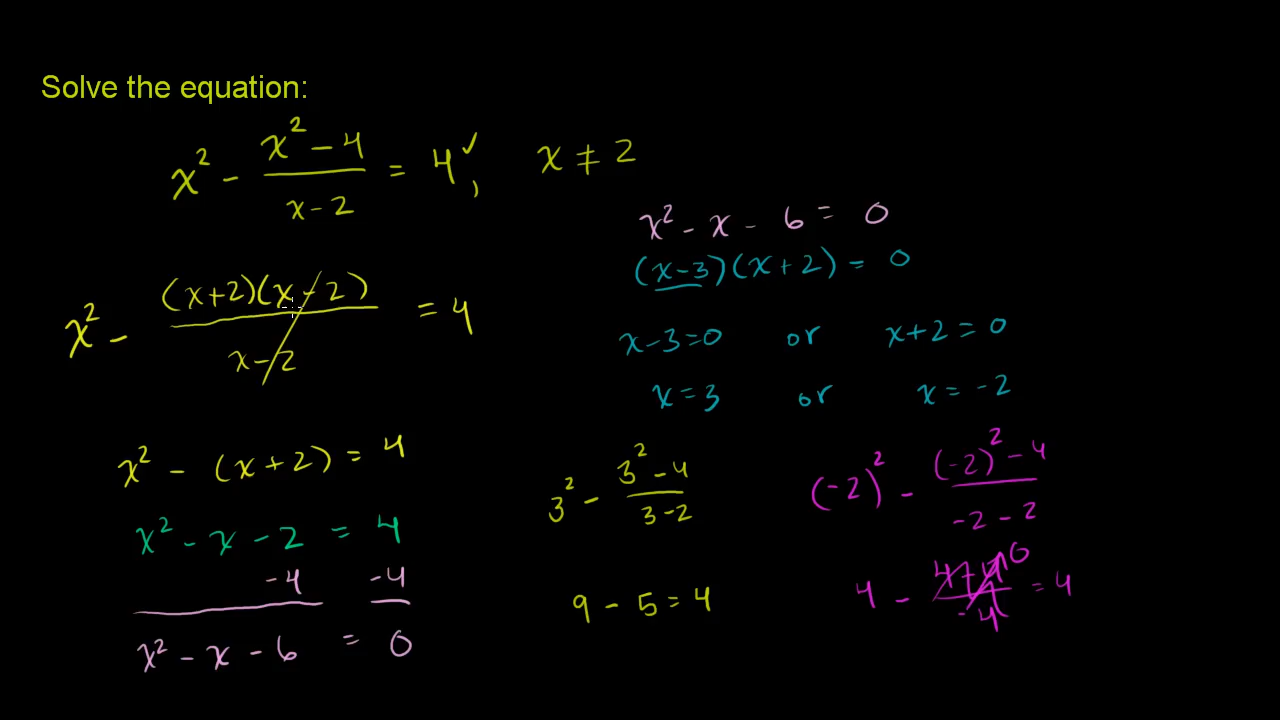 Solve the equation:
x² - (x² - 4)/(x - 2) = 4 ✓, x ≠ 2
x² - ((x+2)(x-2))/(x-2) = 4
x² - (x+2) = 4
x² - x - 2 = 4
-4 -4
x² - x - 6 = 0
x² - x - 6 = 0
(x-3)(x+2) = 0
x-3=0 or x+2=0
x=3 or x=-2
3² - (3²-4)/(3-2)
9 - 5 = 4
(-2)² - ((-2)²-4)/(-2-2)
4 - 0/-4 = 4